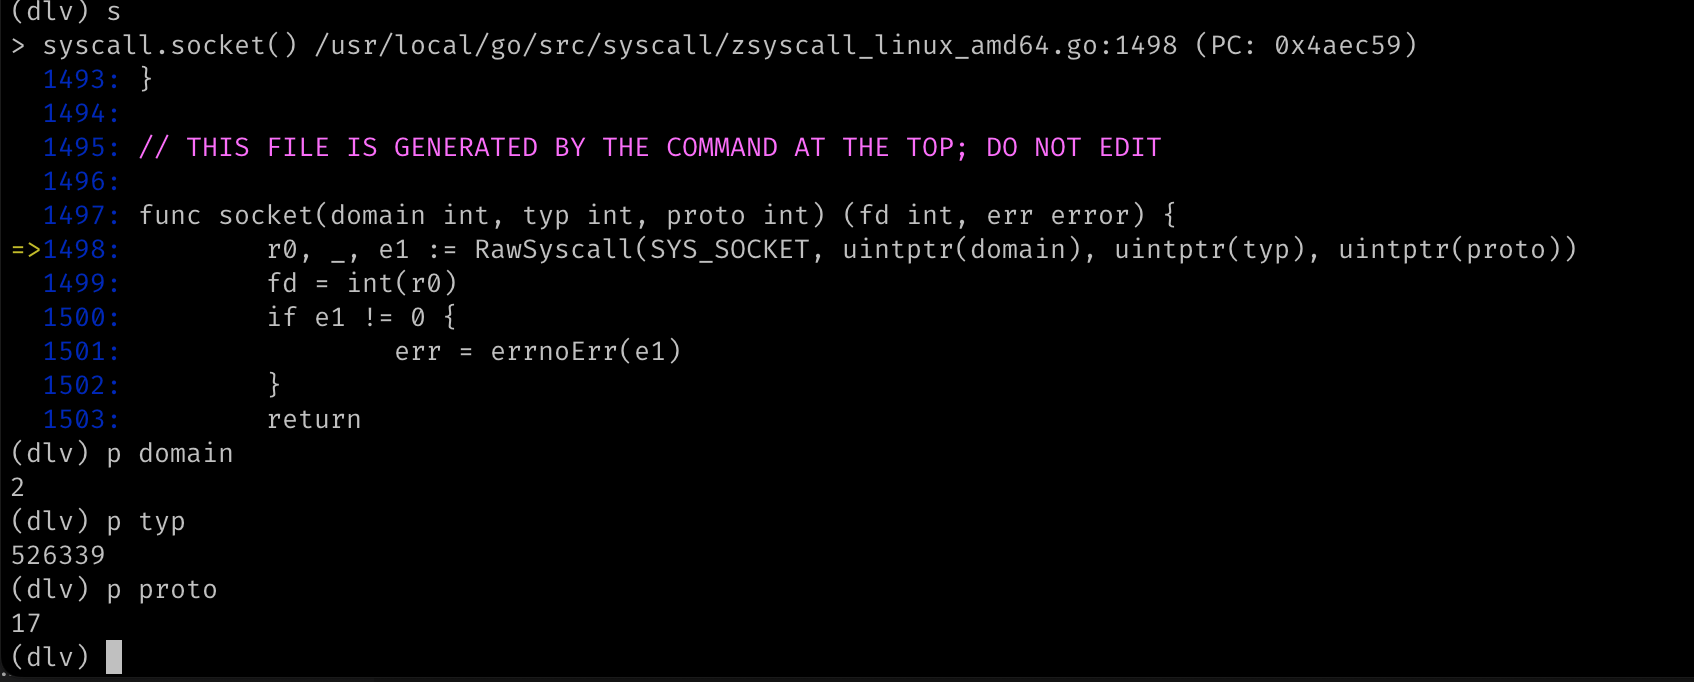 (dlv) s
> syscall.socket() /usr/local/go/src/syscall/zsyscall_linux_amd64.go:1498 (PC: 0x4aec59)
1493: }
1494:
1495: // THIS FILE IS GENERATED BY THE COMMAND AT THE TOP; DO NOT EDIT
1496:
1497: func socket(domain int, typ int, proto int) (fd int, err error) {
=>1498: r0, _, e1 := RawSyscall(SYS_SOCKET, uintptr(domain), uintptr(typ), uintptr(proto))
1499: fd = int(r0)
1500: if e1 != 0 {
1501: err = errnoErr(e1)
1502: }
1503: return
(dlv) p domain
2
(dlv) p typ
526339
(dlv) p proto
17
(dlv)